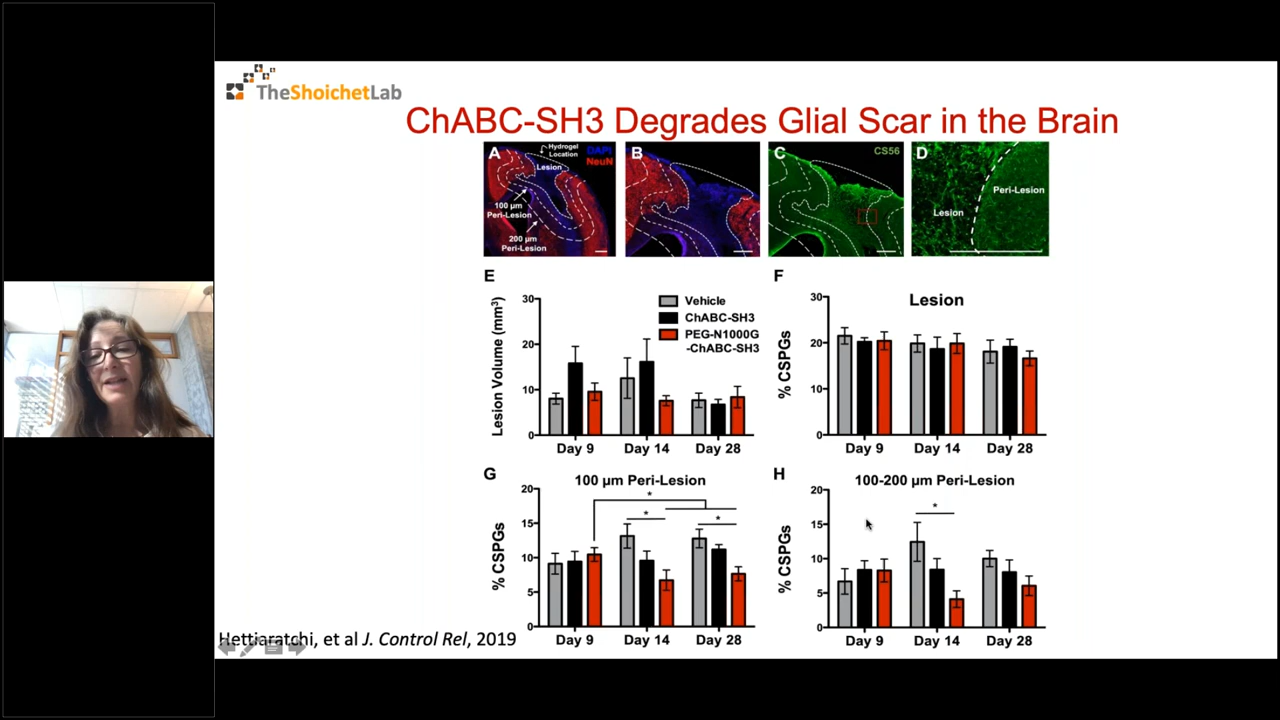 TheShoichetLab
ChABC-SH3 Degrades Glial Scar in the Brain
A
Hydrogel
Location
DAPI
NeuN
Lesion
100 µm
Peri-Lesion
200 µm
Peri-Lesion
B
C
CS56
D
Peri-Lesion
Lesion
E
Lesion Volume (mm³)
30
20
10
0
Vehicle
ChABC-SH3
PEG-N1000G
-ChABC-SH3
Day 9
Day 14
Day 28
F
Lesion
% CSPGs
30
20
10
0
Day 9
Day 14
Day 28
G
100 µm Peri-Lesion
% CSPGs
20
15
10
5
0
*
*
*
Day 9
Day 14
Day 28
H
100-200 µm Peri-Lesion
% CSPGs
20
15
10
5
0
*
Day 9
Day 14
Day 28
Hettiaratchi, et al J. Control Rel, 2019